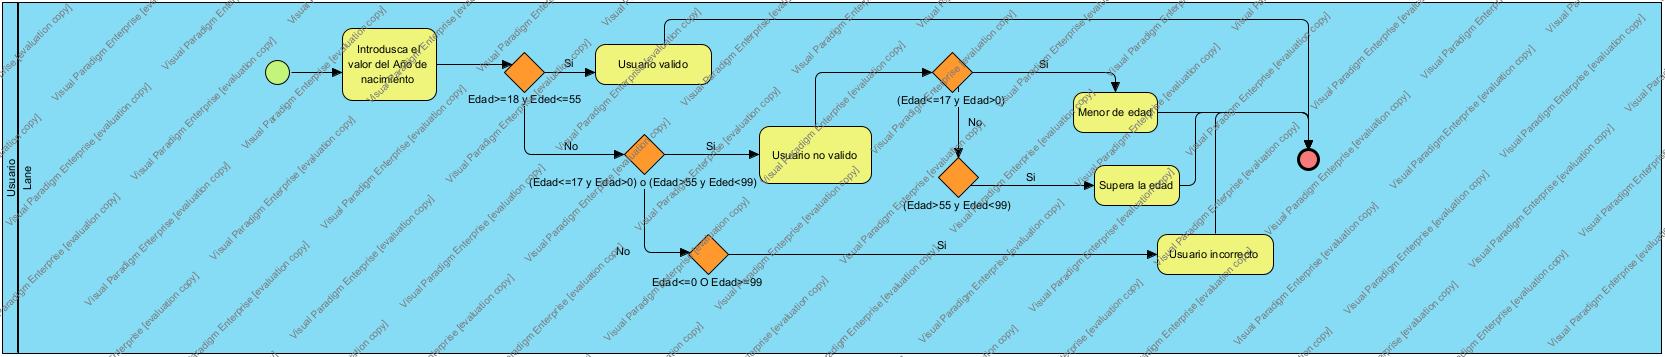 Usuario
Lane
Introdusca el
valor del Año de
nacimiento
Edad>=18 y Eded<=55
Si
Usuario valido
No
(Edad<=17 y Edad>0) o (Edad>55 y Eded<99)
Si
Usuario no valido
(Edad<=17 y Edad>0)
Si
Menor de edad
No
(Edad>55 y Eded<99)
Si
Supera la edad
No
Edad<=0 O Edad>=99
Si
Usuario incorrecto
Visual Paradigm Enterprise [evaluation copy]